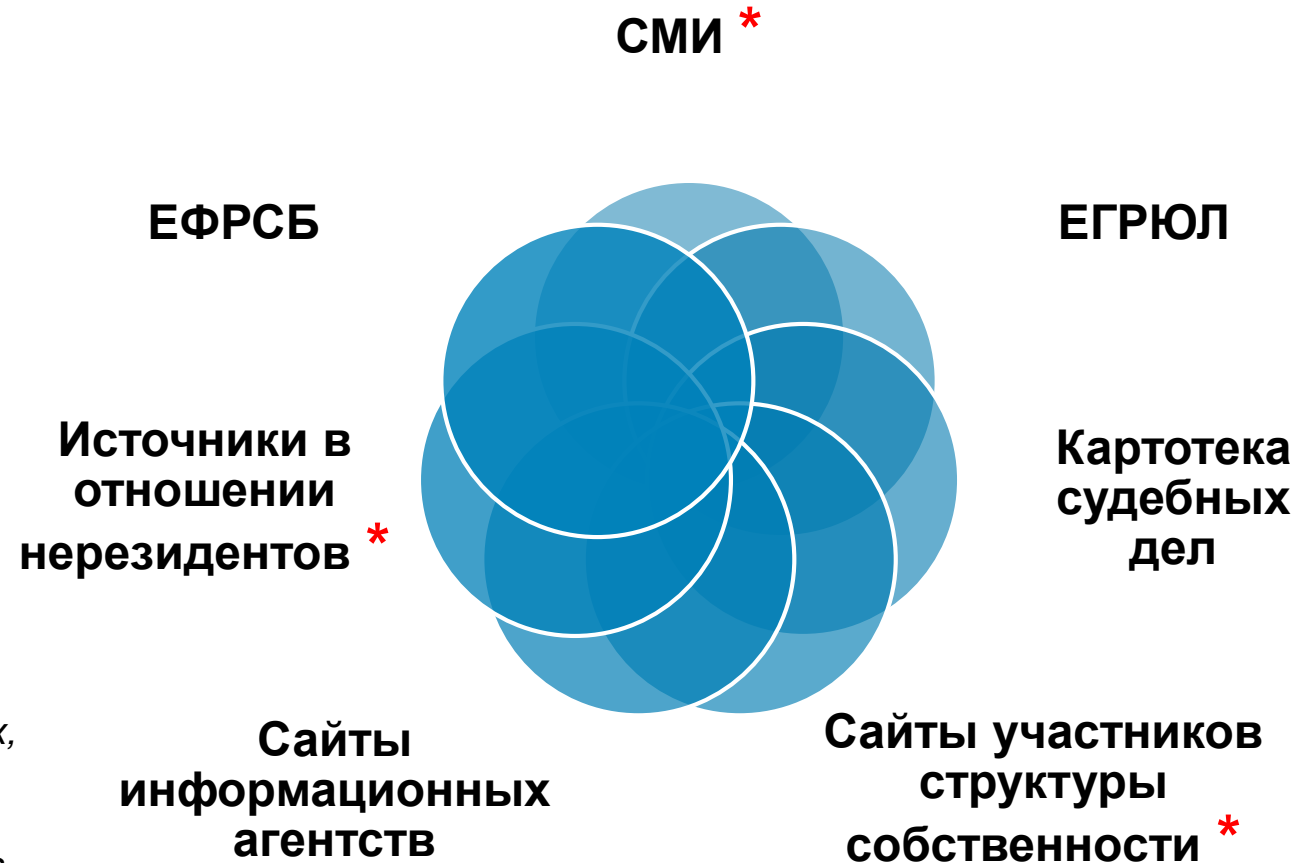 СМИ *
ЕФРСБ
ЕГРЮЛ
Источники в
отношении
нерезидентов *
Картотека
судебных
дел
Сайты
информационных
агентств
Сайты участников
структуры
собственности *